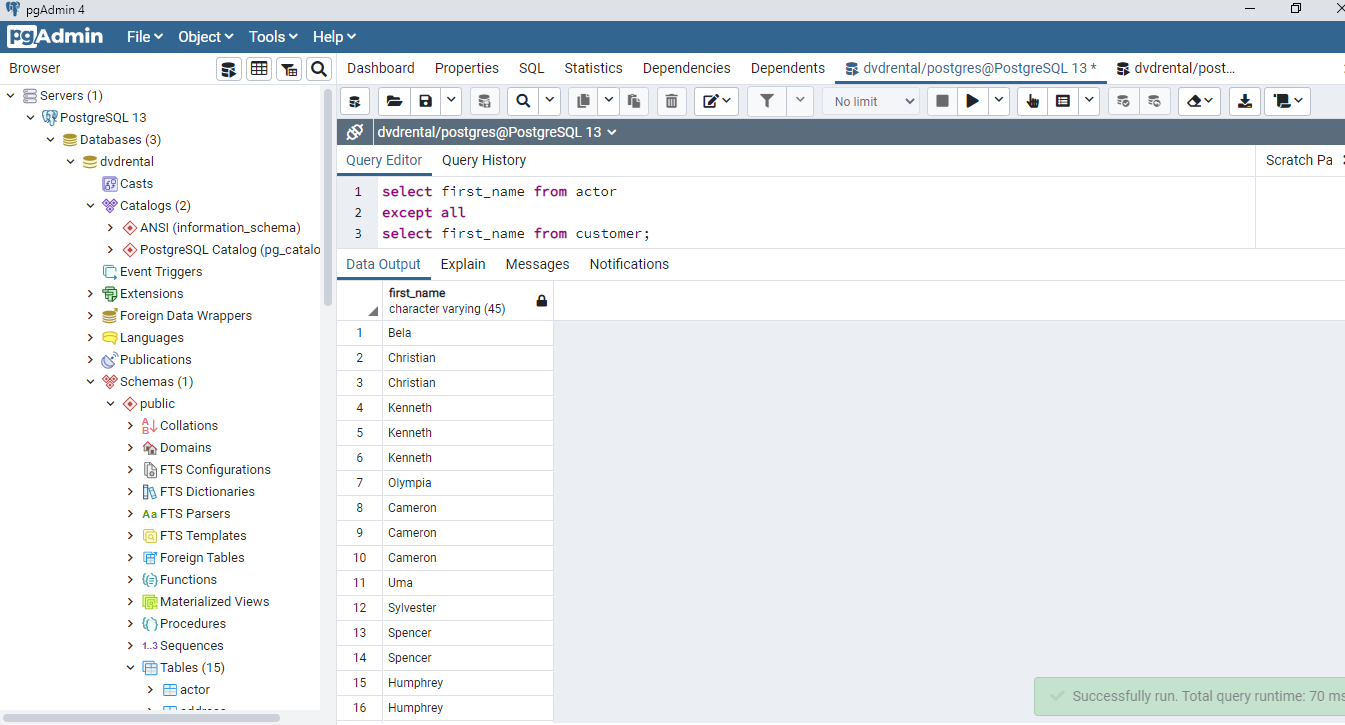 pgAdmin 4
pgAdmin File Object Tools Help
Browser
Dashboard Properties SQL Statistics Dependencies Dependents dvdrental/postgres@PostgreSQL 13 * dvdrental/post...
No limit
dvdrental/postgres@PostgreSQL 13
Query Editor Query History
Scratch Pa
Servers (1)
PostgreSQL 13
Databases (3)
dvdrental
Casts
Catalogs (2)
ANSI (information_schema)
PostgreSQL Catalog (pg_catalo
Event Triggers
Extensions
Foreign Data Wrappers
Languages
Publications
Schemas (1)
public
Collations
Domains
FTS Configurations
FTS Dictionaries
Aa FTS Parsers
FTS Templates
Foreign Tables
Functions
Materialized Views
Procedures
1..3 Sequences
Tables (15)
actor
address
1 select first_name from actor
2 except all
3 select first_name from customer;
Data Output Explain Messages Notifications
first_name
character varying (45)
1 Bela
2 Christian
3 Christian
4 Kenneth
5 Kenneth
6 Kenneth
7 Olympia
8 Cameron
9 Cameron
10 Cameron
11 Uma
12 Sylvester
13 Spencer
14 Spencer
15 Humphrey
16 Humphrey
Successfully run. Total query runtime: 70 ms